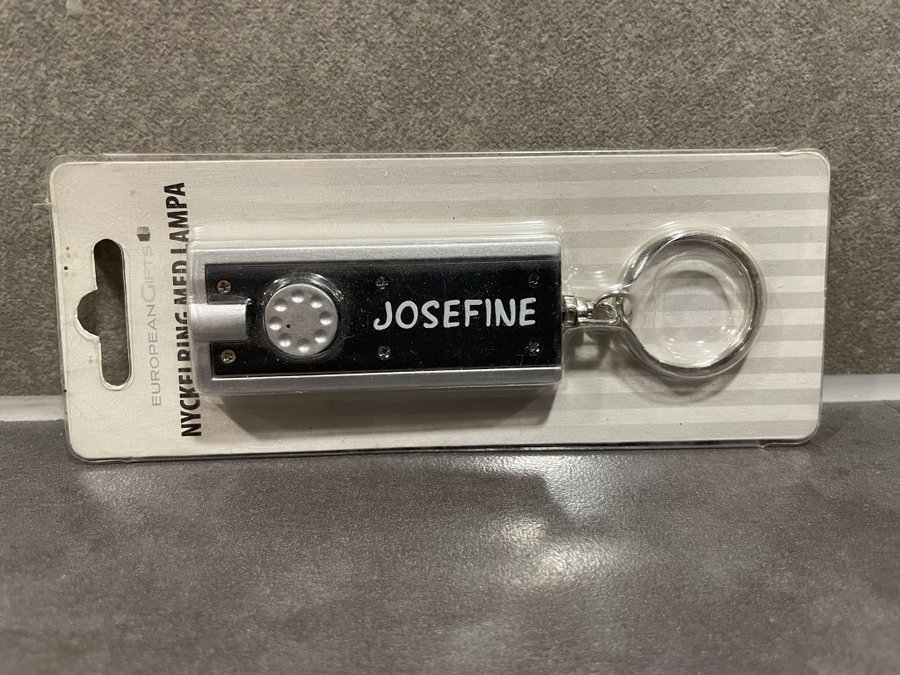 EUROPEANGIFTS
NYCKELRING MED LAMPA
JOSEFINE